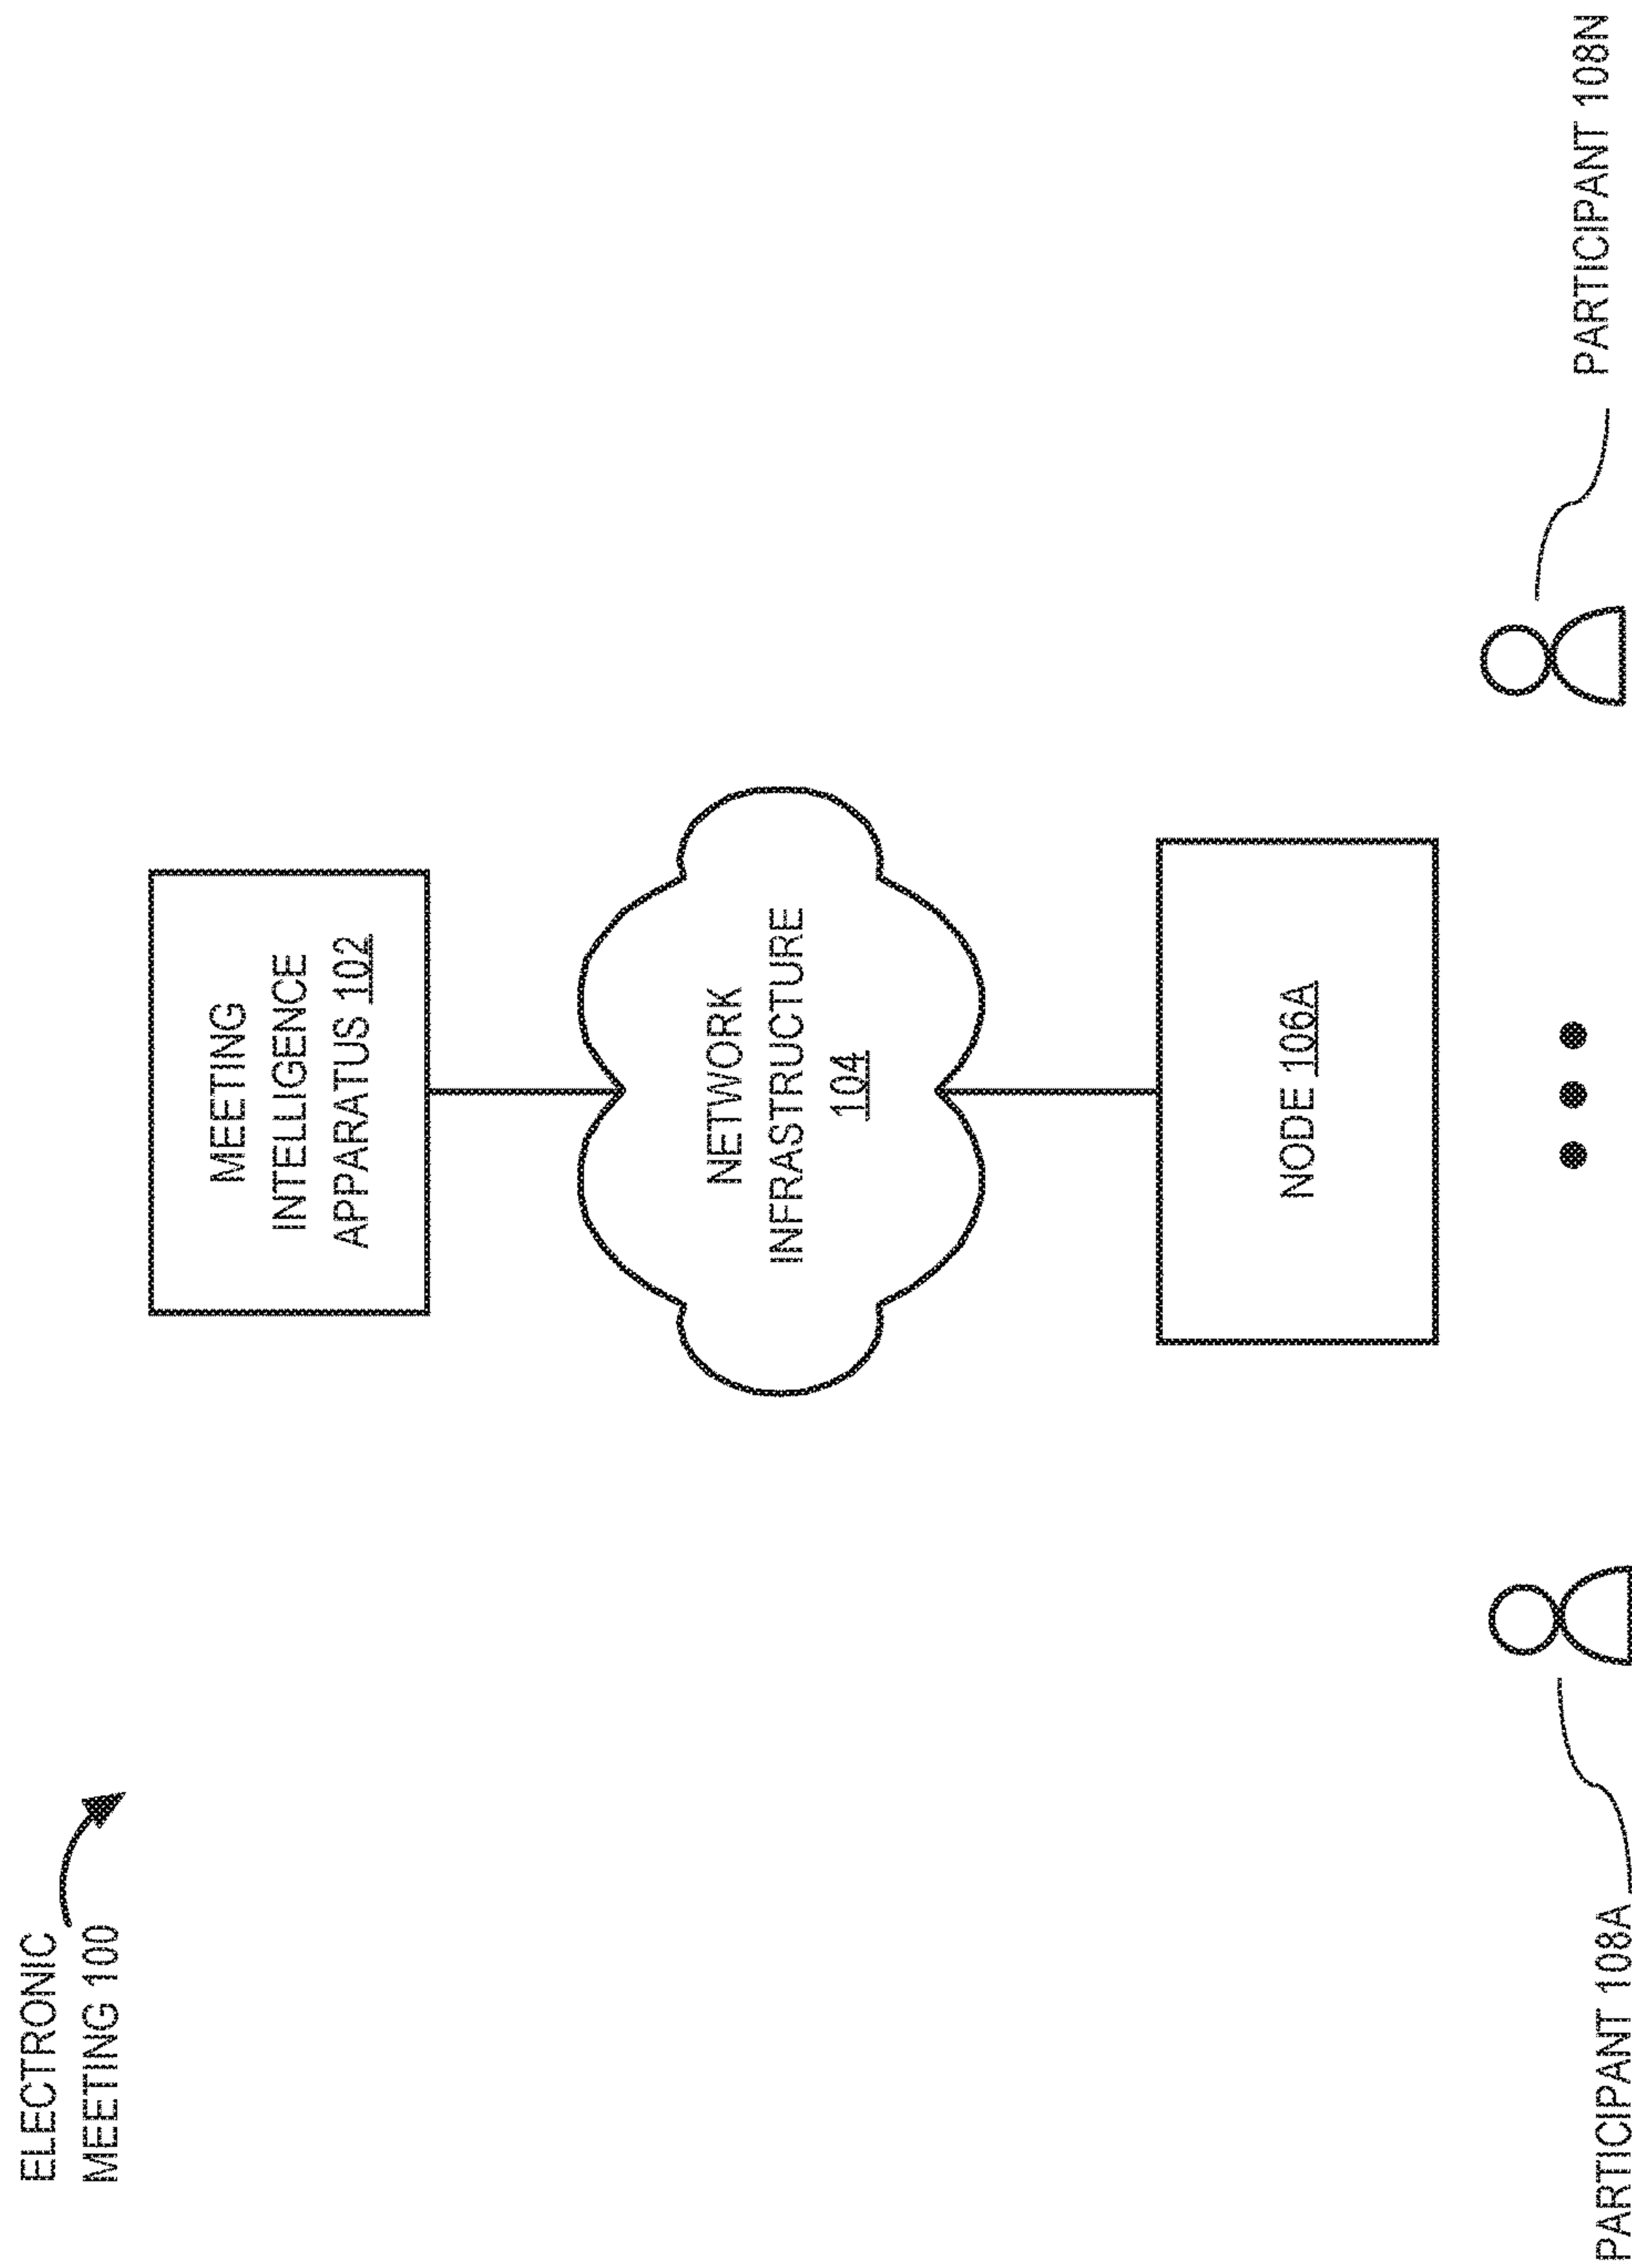 ELECTRONIC
MEETING 100
MEETING
INTELLIGENCE
APPARATUS 102
NETWORK
INFRASTRUCTURE
104
NODE 106A
PARTICIPANT 108A
PARTICIPANT 108N